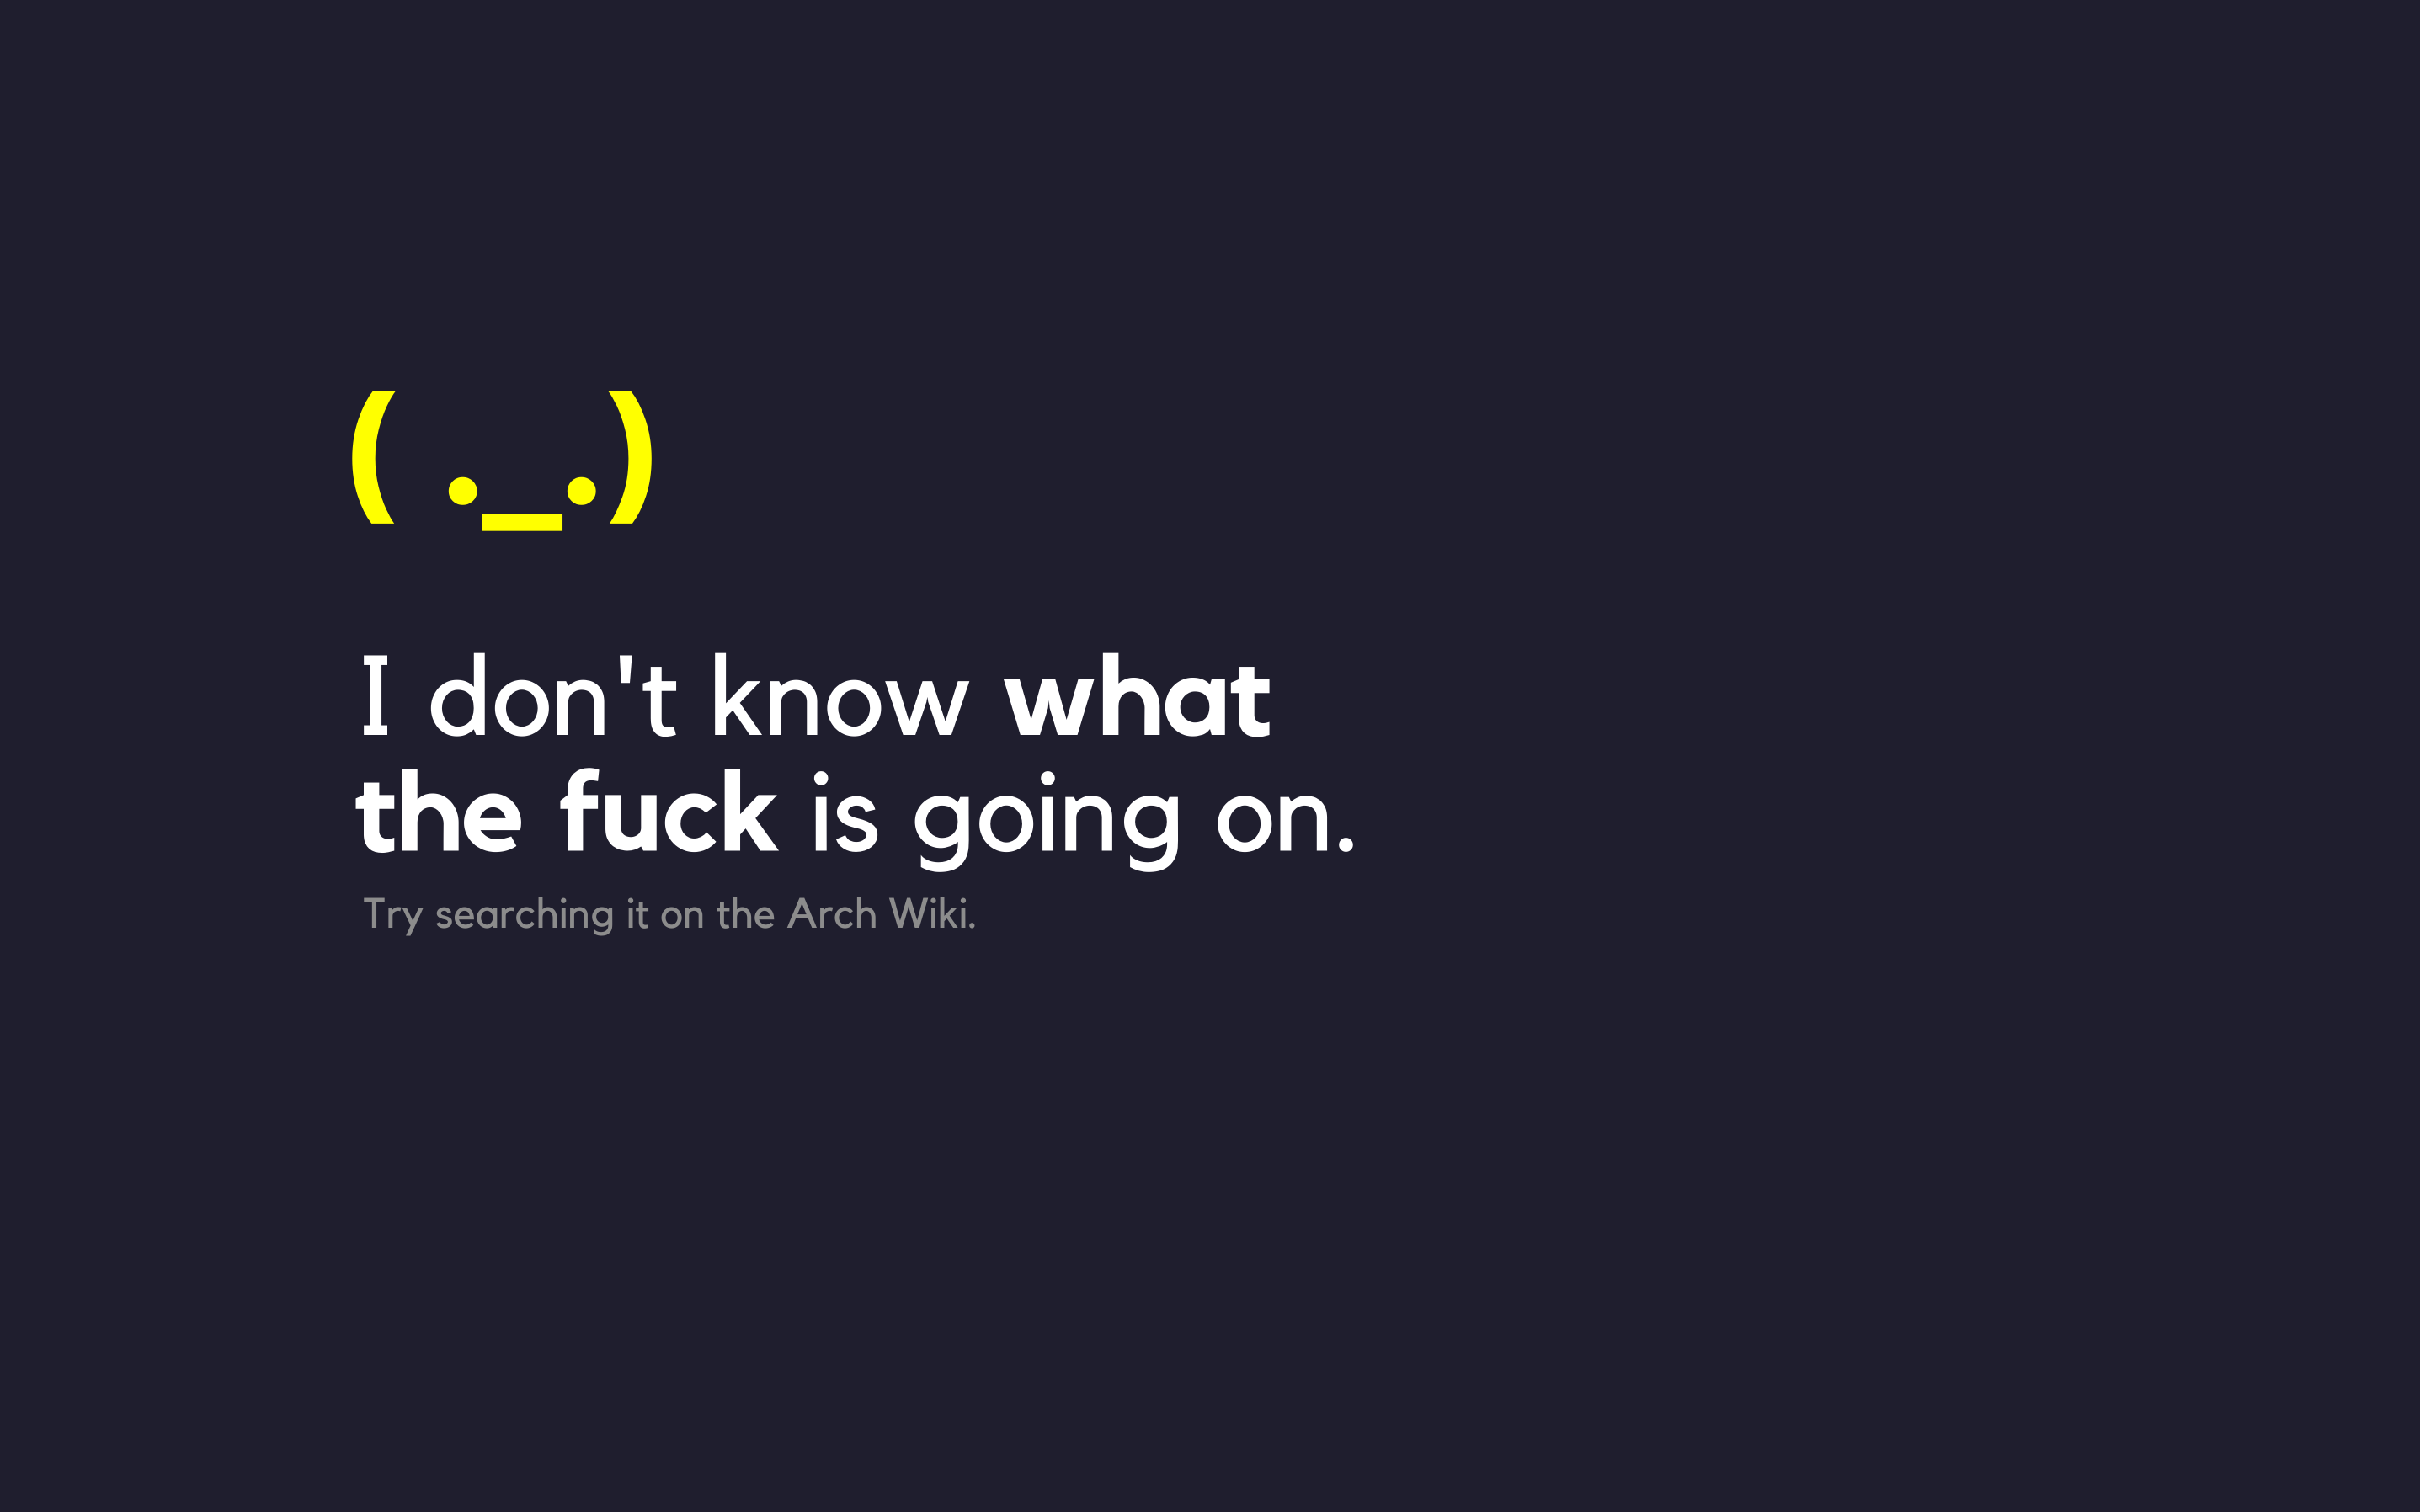 ( ._.)
I don't know what
the fuck is going on.
Try searching it on the Arch Wiki.